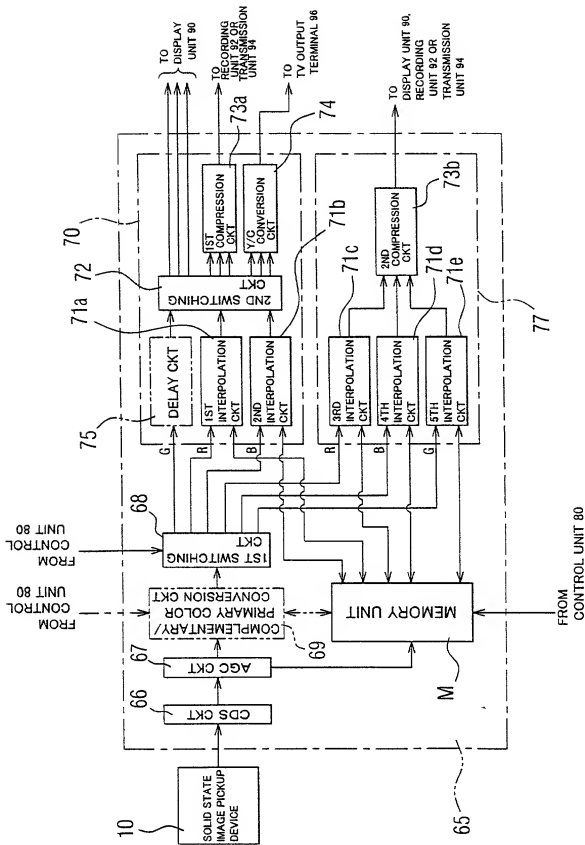 10
SOLID STATE
IMAGE PICKUP
DEVICE
66
CDS CKT
67
AGC CKT
FROM
CONTROL
UNIT 80
COMPLEMENTARY/
PRIMARY COLOR
CONVERSION CKT
69
FROM
CONTROL
UNIT 80
68
1ST SWITCHING
CKT
MEMORY UNIT
M
FROM CONTROL UNIT 80
65
G
R
B
R
B
G
75
DELAY CKT
71a
1ST
INTERPOLATION
CKT
2ND
INTERPOLATION
CKT
71b
72
2ND SWITCHING
CKT
70
1ST
COMPRESSION
CKT
73a
Y/C
CONVERSION
CKT
74
TO
DISPLAY
UNIT 90
TO
RECORDING
UNIT 92 OR
TRANSMISSION
UNIT 94
TO
TV OUTPUT
TERMINAL 96
3RD
INTERPOLATION
CKT
71c
4TH
INTERPOLATION
CKT
71d
5TH
INTERPOLATION
CKT
71e
2ND
COMPRESSION
CKT
73b
77
TO
DISPLAY UNIT 90,
RECORDING
UNIT 92 OR
TRANSMISSION
UNIT 94